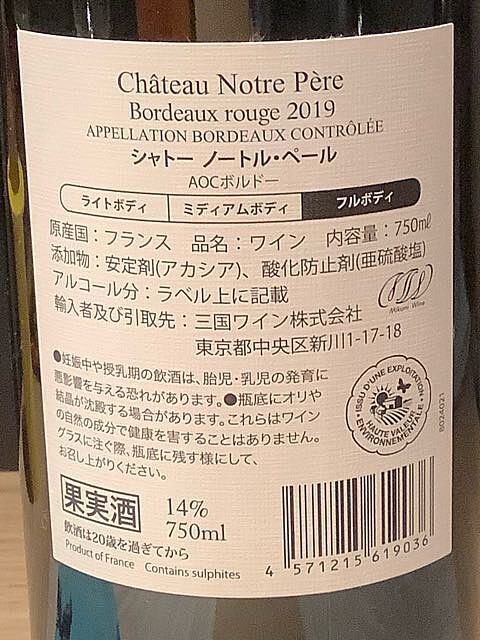 Château Notre Père
Bordeaux rouge 2019
APPELLATION BORDEAUX CONTRÔLÉE
シャトー ノートル・ペール
AOCボルドー
ライトボディ ミディアムボディ フルボディ
原産国：フランス 品名：ワイン 内容量：750mℓ
添加物：安定剤(アカシア)、酸化防止剤(亜硫酸塩)
アルコール分：ラベル上に記載
Mikuni Wine
輸入者及び引取先：三国ワイン株式会社
東京都中央区新川1-17-18
●妊娠中や授乳期の飲酒は、胎児・乳児の発育に
悪影響を与える恐れがあります。●瓶底にオリや
結晶が沈殿する場合があります。これらはワイン
の自然の成分で健康を害することはありません。
グラスに注ぐ際、瓶底に残す様にして、
お召し上がりください。
ISSU D'UNE EXPLOITATION
HAUTE VALEUR
ENVIRONNEMENTALE
B024021
果実酒
14%
750ml
飲酒は20歳を過ぎてから
Product of France Contains sulphites
4 571215 619036